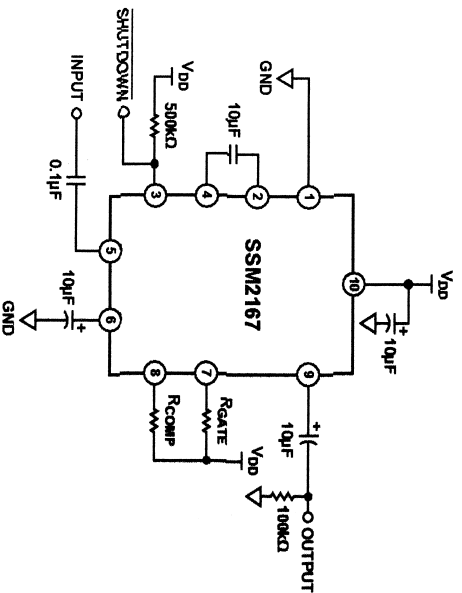 VDD
10µF
OUTPUT
100kΩ
10µF
VDD
10
9
GND
1
RGATE
SSM2167
2
7
10µF
4
RCOMP
8
VDD
500kΩ
3
SHUTDOWN
INPUT
0.1µF
5
6
10µF
GND
+
+
+